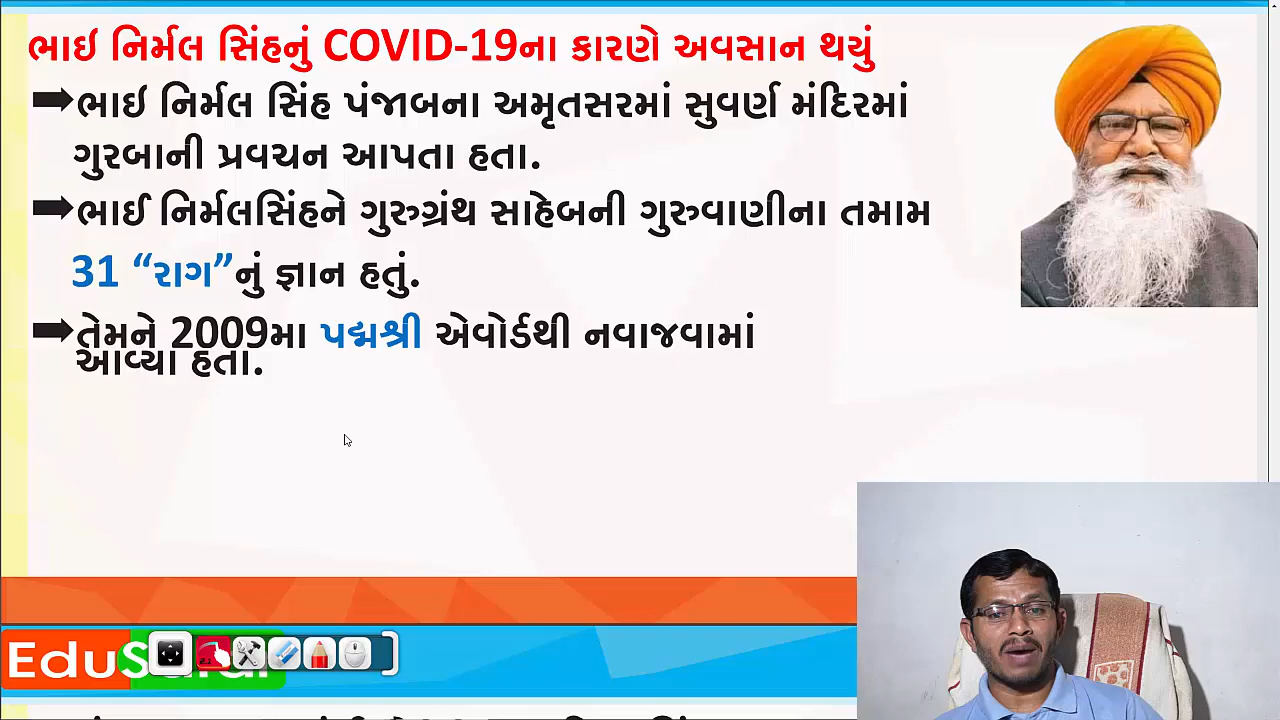 ભાઇ નિર્મલ સિંહનું COVID-19ના કારણે અવસાન થયું
➡ભાઇ નિર્મલ સિંહ પંજાબના અમૃતસરમાં સુવર્ણ મંદિરમાં
ગુરબાની પ્રવચન આપતા હતા.
➡ભાઈ નિર્મલસિંહને ગુરુગ્રંથ સાહેબની ગુરુવાણીના તમામ
31 “રાગ”નું જ્ઞાન હતું.
➡તેમને 2009મા પદ્મશ્રી એવોર્ડથી નવાજવામાં
આવ્યા હતા.